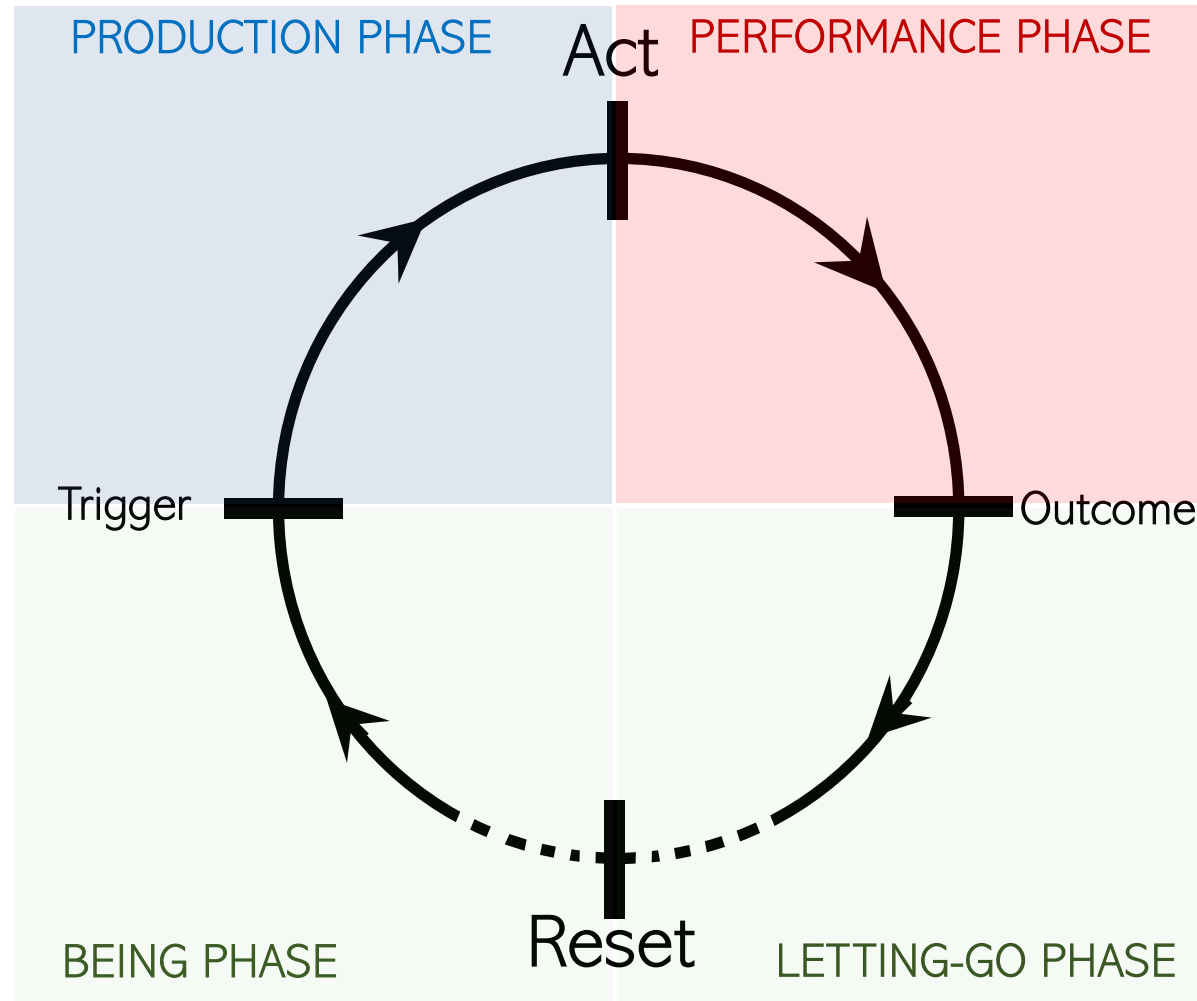 PRODUCTION PHASE
PERFORMANCE PHASE
Act
Trigger
Outcome
Reset
BEING PHASE
LETTING-GO PHASE